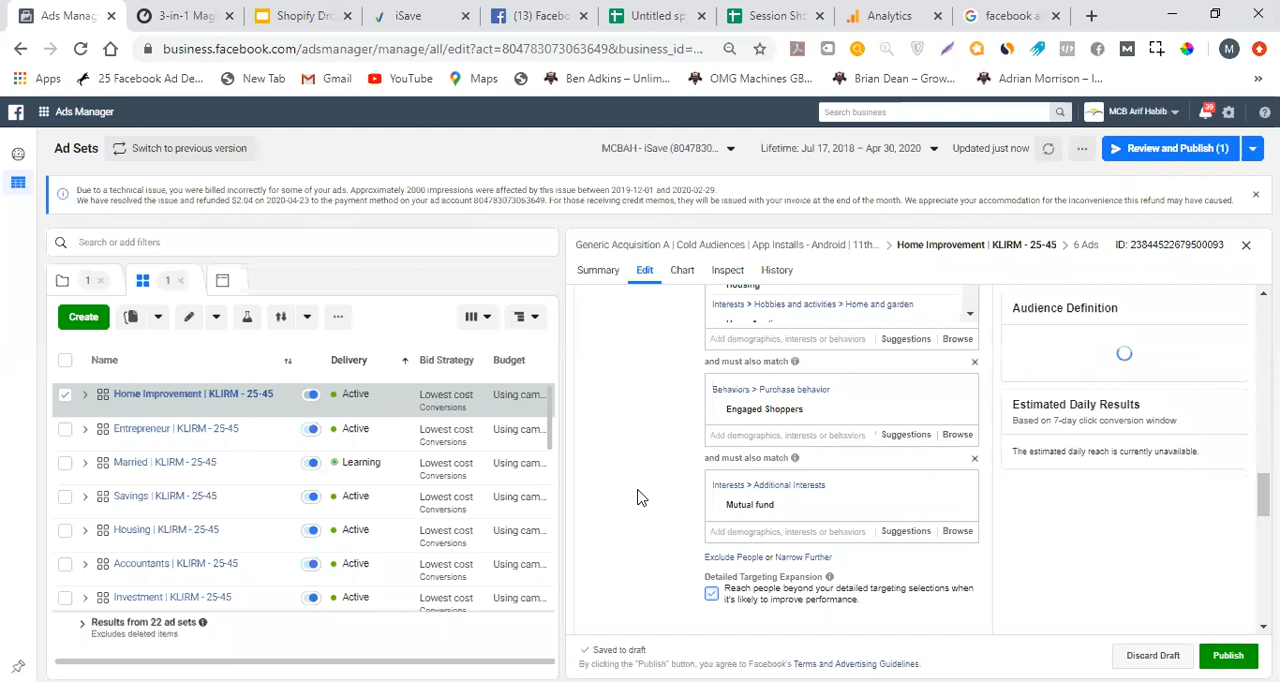 Ads Manag
3-in-1 Mag
Shopify Dro
iSave
(13) Facebo
Untitled sp
Session Sh
Analytics
facebook a
business.facebook.com/adsmanager/manage/all/edit?act=804783073063649&business_id=...
Apps
25 Facebook Ad De...
New Tab
Gmail
YouTube
Maps
Ben Adkins – Unlim...
GNG Machines GB...
Brian Dean – Grow...
Adrian Morrison – I...
Ads Manager
Search business
MCB Arif Habib
39
Ad Sets
Switch to previous version
MCBAH - iSave (8047830...
Lifetime: Jul 17, 2018 – Apr 30, 2020
Updated just now
Review and Publish (1)
Due to a technical issue, you were billed incorrectly for some of your ads. Approximately 2000 impressions were affected by this issue between 2019-12-01 and 2020-02-29.
We have resolved the issue and refunded $2.04 on 2020-04-23 to the payment method on your ad account 804783073063649. For those receiving credit memos, they will be issued with your invoice at the end of the month. We appreciate your accommodation for the inconvenience this refund may have caused.
Search or add filters
1
1
Create
Name
Delivery
Bid Strategy
Budget
Home Improvement | KLIRM - 25-45
Active
Lowest cost
Conversions
Using cam...
Entrepreneur | KLIRM - 25-45
Active
Lowest cost
Conversions
Using cam...
Married | KLIRM - 25-45
Learning
Lowest cost
Conversions
Using cam...
Savings | KLIRM - 25-45
Active
Lowest cost
Conversions
Using cam...
Housing | KLIRM - 25-45
Active
Lowest cost
Conversions
Using cam...
Accountants | KLIRM - 25-45
Active
Lowest cost
Conversions
Using cam...
Investment | KLIRM - 25-45
Active
Lowest cost
Using cam...
Results from 22 ad sets
Excludes deleted items
Generic Acquisition A | Cold Audiences | App Installs - Android | 11th...
Home Improvement | KLIRM - 25-45
6 Ads
ID: 23844522679500093
Summary
Edit
Chart
Inspect
History
Housing
Interests > Hobbies and activities > Home and garden
Add demographics, interests or behaviors
Suggestions
Browse
and must also match
Behaviors > Purchase behavior
Engaged Shoppers
Add demographics, interests or behaviors
Suggestions
Browse
and must also match
Interests > Additional Interests
Mutual fund
Add demographics, interests or behaviors
Suggestions
Browse
Exclude People or Narrow Further
Detailed Targeting Expansion
Reach people beyond your detailed targeting selections when
it's likely to improve performance.
Audience Definition
Estimated Daily Results
Based on 7-day click conversion window
The estimated daily reach is currently unavailable.
Saved to draft
By clicking the "Publish" button, you agree to Facebook's Terms and Advertising Guidelines.
Discard Draft
Publish